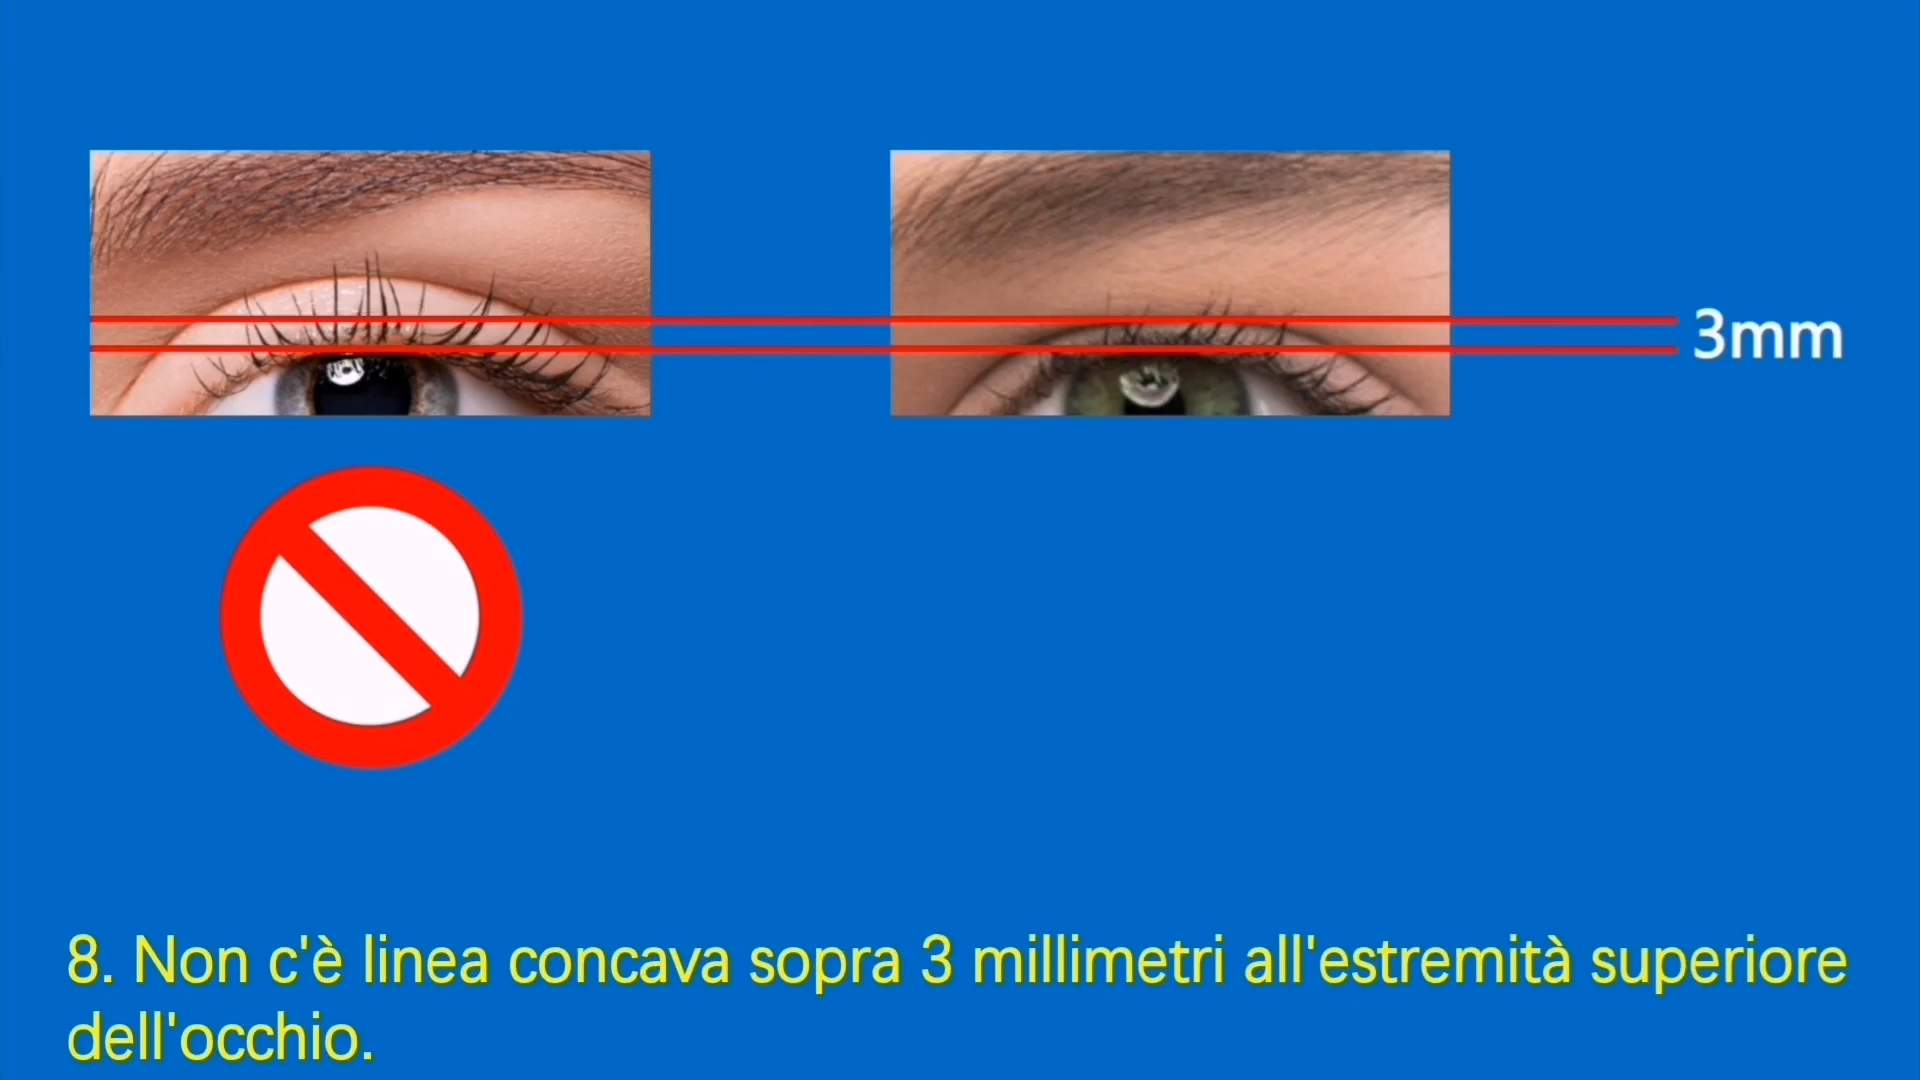 3mm
8. Non c'è linea concava sopra 3 millimetri all'estremità superiore
dell'occhio.